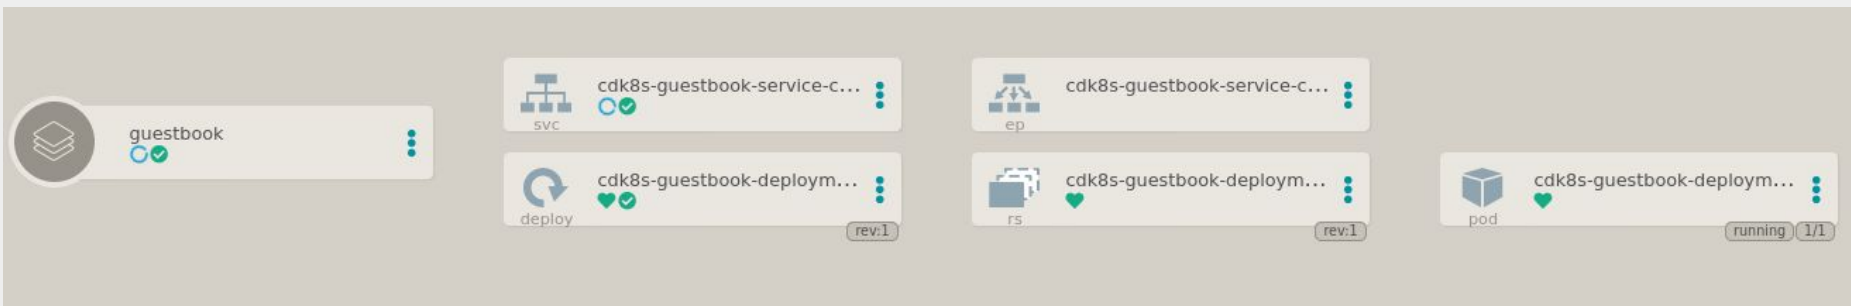 guestbook
cdk8s-guestbook-service-c...
svc
cdk8s-guestbook-deploym...
deploy
rev:1
cdk8s-guestbook-service-c...
ep
cdk8s-guestbook-deploym...
rs
rev:1
cdk8s-guestbook-deploym...
pod
running 1/1